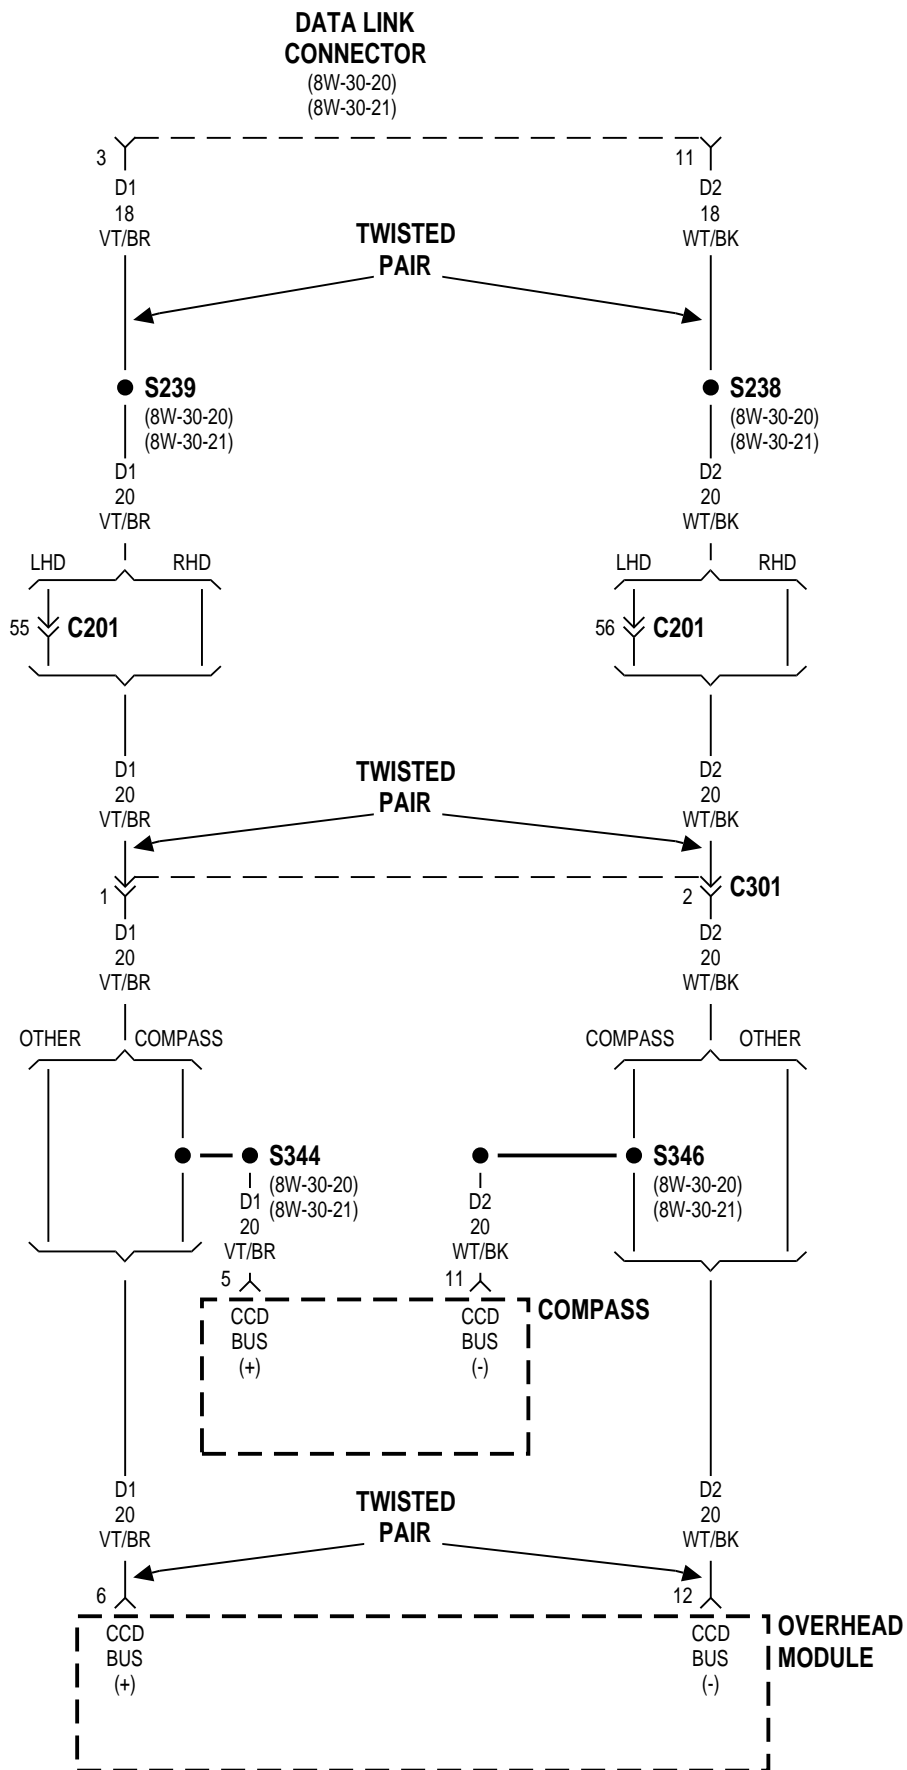 DATA LINK
CONNECTOR
(8W-30-20)
(8W-30-21)
3
11
D1
18
VT/BR
D2
18
WT/BK
TWISTED
PAIR
S239
(8W-30-20)
(8W-30-21)
S238
(8W-30-20)
(8W-30-21)
D1
20
VT/BR
D2
20
WT/BK
LHD
RHD
LHD
RHD
55
C201
56
C201
D1
20
VT/BR
TWISTED
PAIR
D2
20
WT/BK
1
2
C301
D1
20
VT/BR
D2
20
WT/BK
OTHER
COMPASS
COMPASS
OTHER
S344
(8W-30-20)
(8W-30-21)
S346
(8W-30-20)
(8W-30-21)
D1
20
VT/BR
D2
20
WT/BK
5
11
COMPASS
CCD
BUS
(+)
CCD
BUS
(-)
D1
20
VT/BR
TWISTED
PAIR
D2
20
WT/BK
6
12
OVERHEAD
MODULE
CCD
BUS
(+)
CCD
BUS
(-)